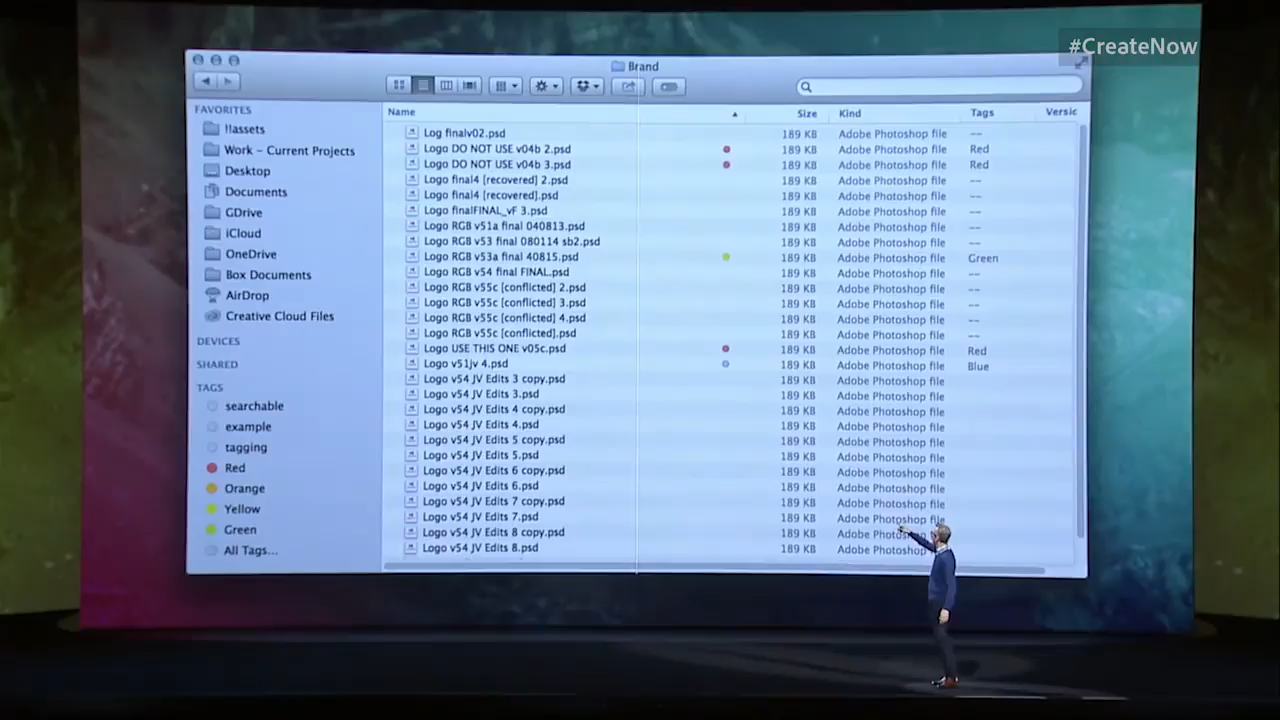 #CreateNow
Brand
FAVORITES
!!assets
Work - Current Projects
Desktop
Documents
GDrive
iCloud
OneDrive
Box Documents
AirDrop
Creative Cloud Files
DEVICES
SHARED
TAGS
searchable
example
tagging
Red
Orange
Yellow
Green
All Tags...
Name Size Kind Tags Versic
Log finalv02.psd 189 KB Adobe Photoshop file --
Logo DO NOT USE v04b 2.psd 189 KB Adobe Photoshop file Red
Logo DO NOT USE v04b 3.psd 189 KB Adobe Photoshop file Red
Logo final4 [recovered] 2.psd 189 KB Adobe Photoshop file --
Logo final4 [recovered].psd 189 KB Adobe Photoshop file --
Logo finalFINAL_vF 3.psd 189 KB Adobe Photoshop file --
Logo RGB v51a final 040813.psd 189 KB Adobe Photoshop file --
Logo RGB v53 final 080114 sb2.psd 189 KB Adobe Photoshop file --
Logo RGB v53a final 40815.psd 189 KB Adobe Photoshop file Green
Logo RGB v54 final FINAL.psd 189 KB Adobe Photoshop file --
Logo RGB v55c [conflicted] 2.psd 189 KB Adobe Photoshop file --
Logo RGB v55c [conflicted] 3.psd 189 KB Adobe Photoshop file --
Logo RGB v55c [conflicted] 4.psd 189 KB Adobe Photoshop file --
Logo RGB v55c [conflicted].psd 189 KB Adobe Photoshop file --
Logo USE THIS ONE v05c.psd 189 KB Adobe Photoshop file Red
Logo v51jv 4.psd 189 KB Adobe Photoshop file Blue
Logo v54 JV Edits 3 copy.psd 189 KB Adobe Photoshop file
Logo v54 JV Edits 3.psd 189 KB Adobe Photoshop file
Logo v54 JV Edits 4 copy.psd 189 KB Adobe Photoshop file
Logo v54 JV Edits 4.psd 189 KB Adobe Photoshop file
Logo v54 JV Edits 5 copy.psd 189 KB Adobe Photoshop file
Logo v54 JV Edits 5.psd 189 KB Adobe Photoshop file
Logo v54 JV Edits 6 copy.psd 189 KB Adobe Photoshop file
Logo v54 JV Edits 6.psd 189 KB Adobe Photoshop file
Logo v54 JV Edits 7 copy.psd 189 KB Adobe Photoshop file
Logo v54 JV Edits 7.psd 189 KB Adobe Photoshop file
Logo v54 JV Edits 8 copy.psd 189 KB Adobe Photos
Logo v54 JV Edits 8.psd 189 KB Adobe Photoshop